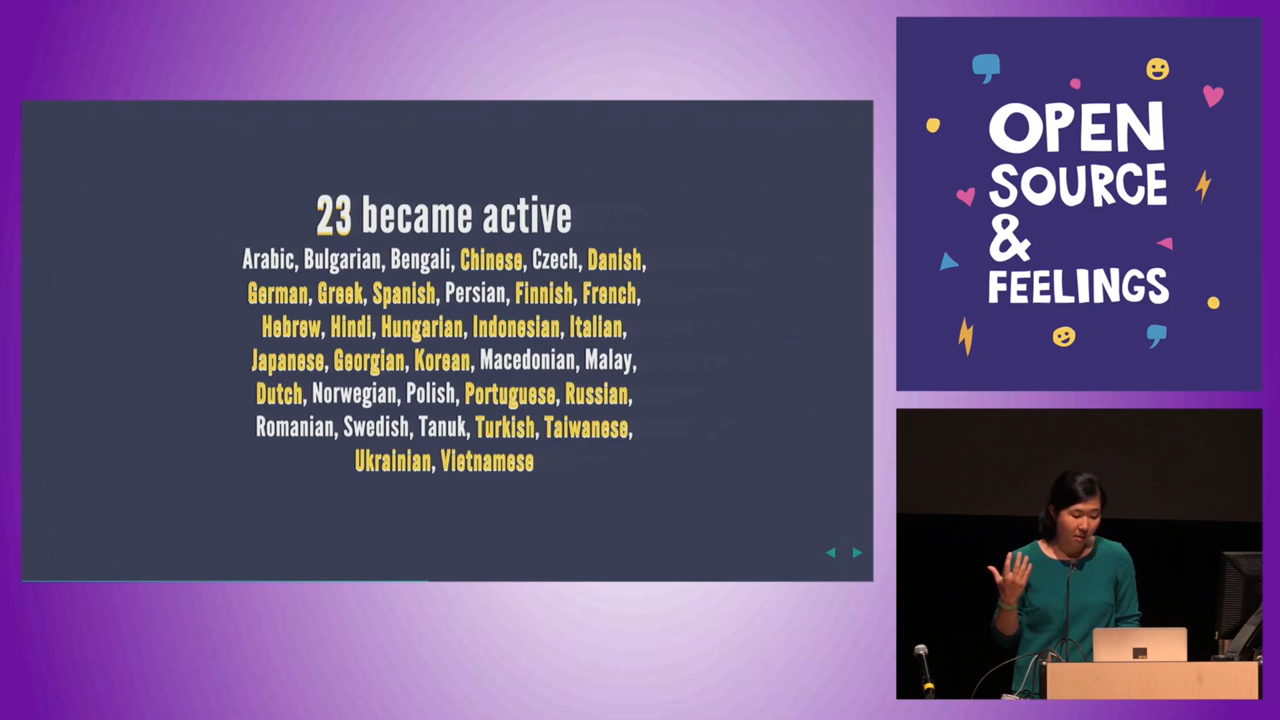 23 became active
Arabic, Bulgarian, Bengali, Chinese, Czech, Danish,
German, Greek, Spanish, Persian, Finnish, French,
Hebrew, Hindi, Hungarian, Indonesian, Italian,
Japanese, Georgian, Korean, Macedonian, Malay,
Dutch, Norwegian, Polish, Portuguese, Russian,
Romanian, Swedish, Tanuk, Turkish, Taiwanese,
Ukrainian, Vietnamese
OPEN
SOURCE
&
FEELINGS